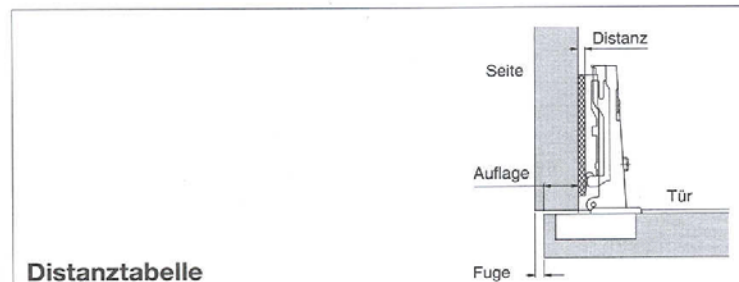 Distanz
Seite
Auflage
Tür
Distanztabelle
Fuge